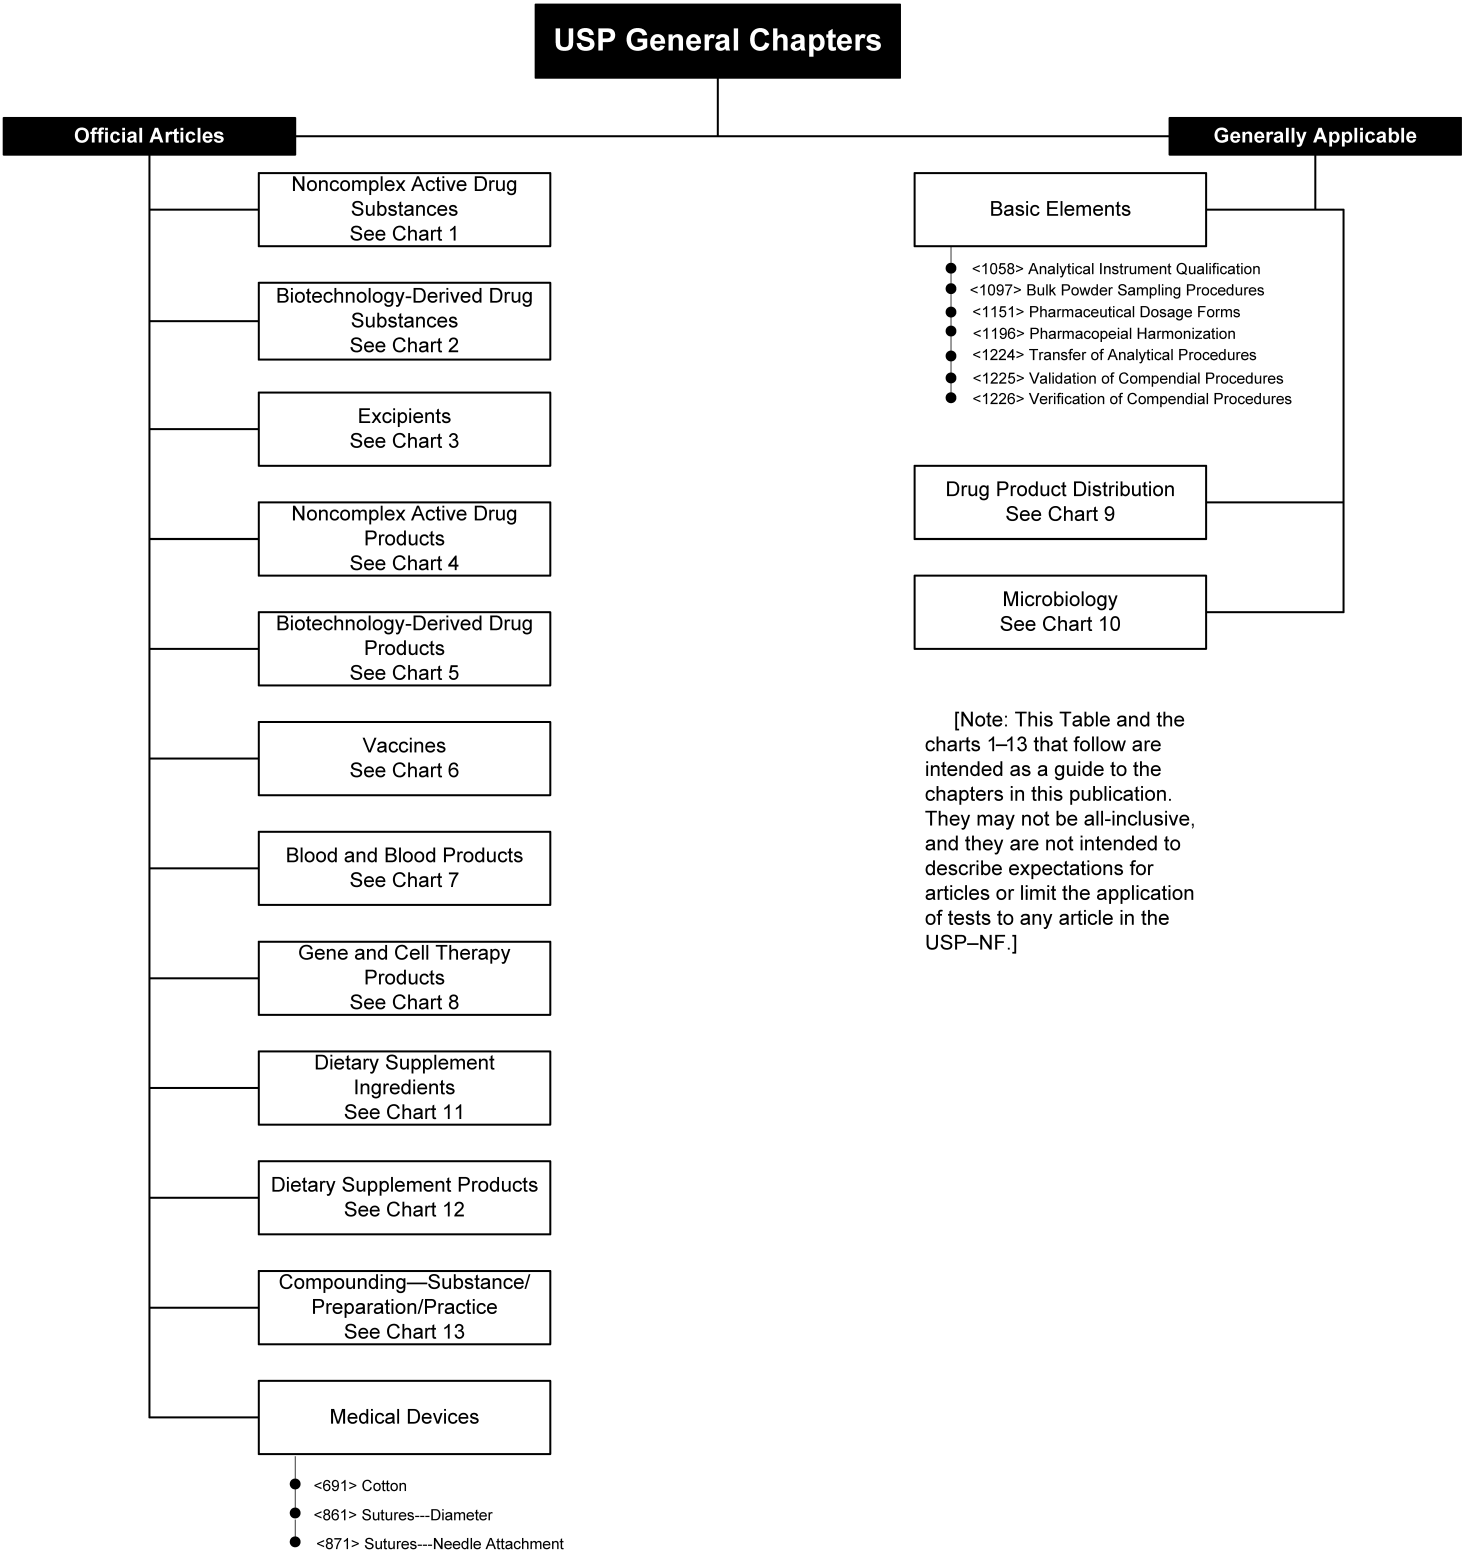 USP General Chapters
Official Articles
Noncomplex Active Drug
Substances
See Chart 1
Biotechnology-Derived Drug
Substances
See Chart 2
Excipients
See Chart 3
Noncomplex Active Drug
Products
See Chart 4
Biotechnology-Derived Drug
Products
See Chart 5
Vaccines
See Chart 6
Blood and Blood Products
See Chart 7
Gene and Cell Therapy
Products
See Chart 8
Dietary Supplement
Ingredients
See Chart 11
Dietary Supplement Products
See Chart 12
Compounding—Substance/
Preparation/Practice
See Chart 13
Medical Devices
<691> Cotton
<861> Sutures---Diameter
<871> Sutures---Needle Attachment
Generally Applicable
Basic Elements
<1058> Analytical Instrument Qualification
<1097> Bulk Powder Sampling Procedures
<1151> Pharmaceutical Dosage Forms
<1196> Pharmacopeial Harmonization
<1224> Transfer of Analytical Procedures
<1225> Validation of Compendial Procedures
<1226> Verification of Compendial Procedures
Drug Product Distribution
See Chart 9
Microbiology
See Chart 10
[Note: This Table and the
charts 1–13 that follow are
intended as a guide to the
chapters in this publication.
They may not be all-inclusive,
and they are not intended to
describe expectations for
articles or limit the application
of tests to any article in the
USP–NF.]